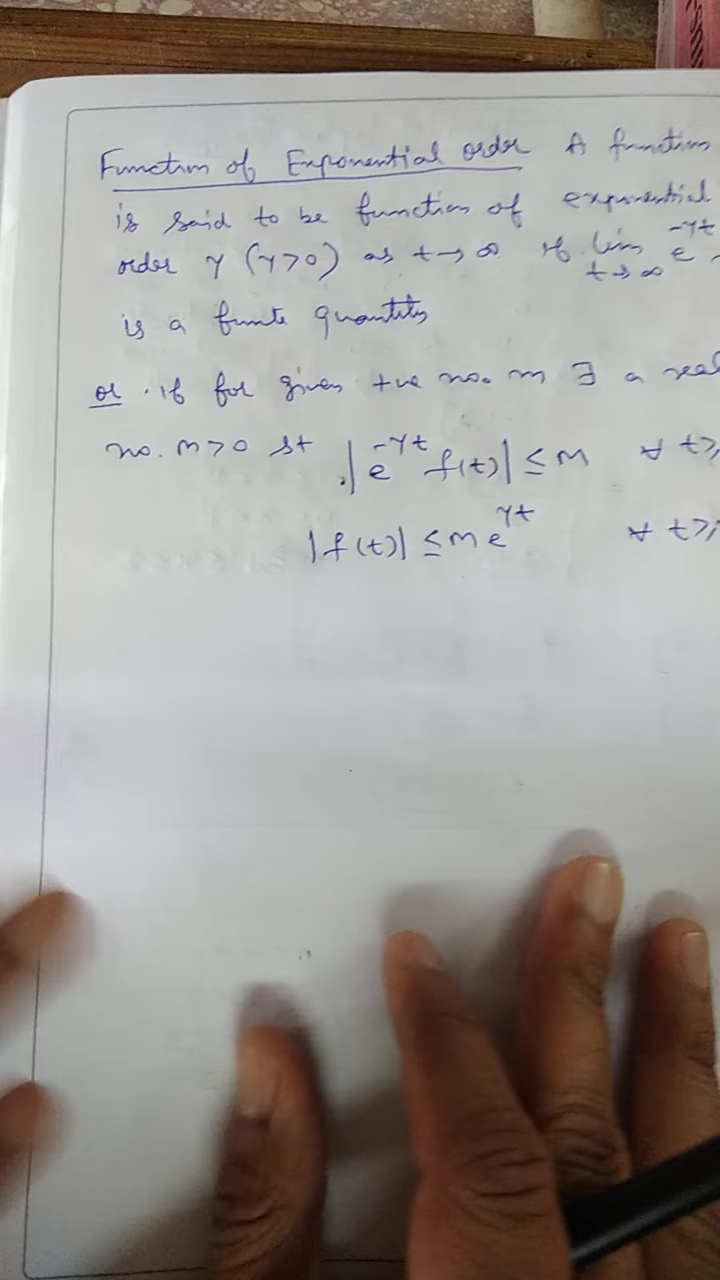 Function of Exponential order A function
is said to be function of exponential
order γ (γ>0) as t→∞ if lim t→∞ e^-γt
is a finite quantity
or if for given +ve no. m ∃ a real
no. M>0 st |e^-γt f(t)| ≤ M ∀ t≥
|f(t)| ≤ M e^γt ∀ t≥